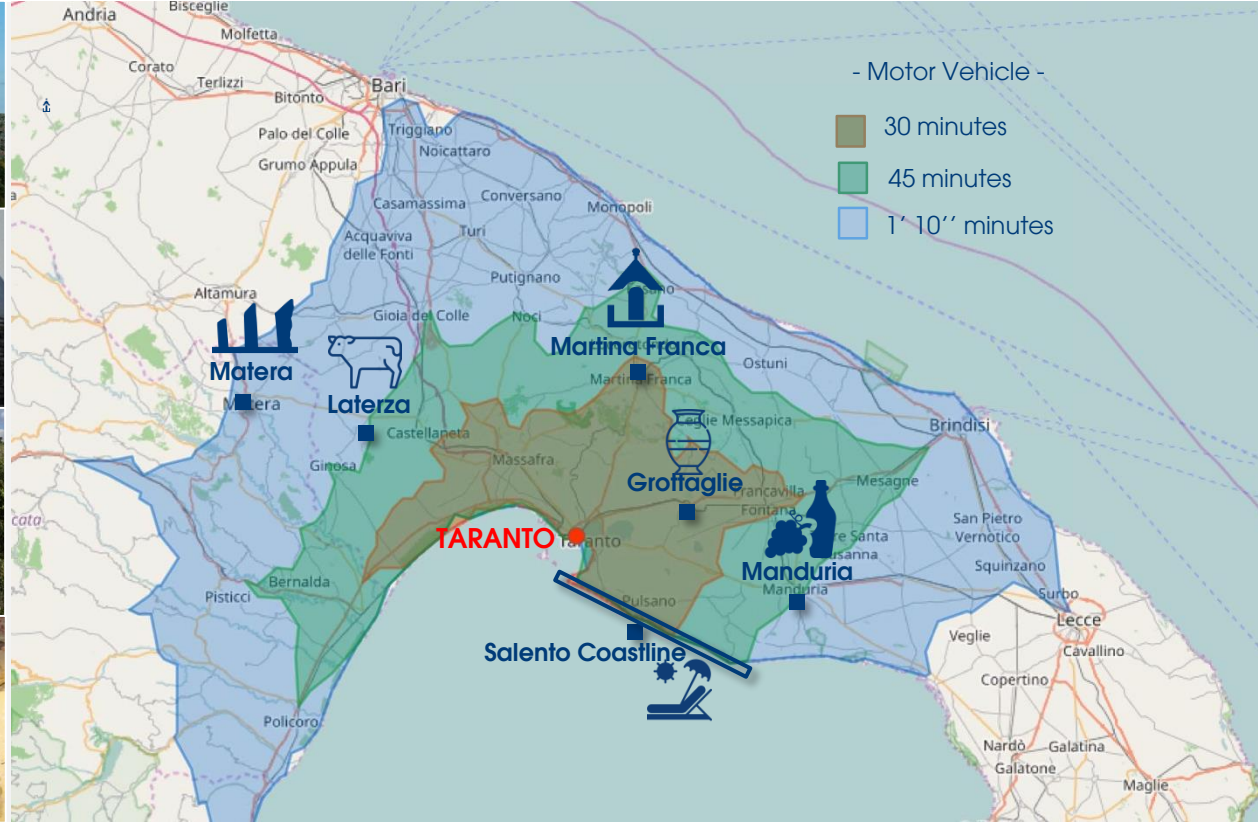 Bisceglie
Andria
Molfetta
Corato
Terlizzi
Bari
Bitonto
- Motor Vehicle -
30 minutes
45 minutes
1’ 10’’ minutes
Palo del Colle
Triggiano
Noicattaro
Grumo Appula
Casamassima
Conversano
Monopoli
Turi
Acquaviva
delle Fonti
Putignano
Altamura
Gioia del Colle
Noci
Martina Franca
Ostuni
Martina Franca
Matera
Matera
Laterza
Castellaneta
Ceglie Messapica
Brindisi
Ginosa
Massafra
Grottaglie
Mesagne
Francavilla
Fontana
San Pietro
Vernotico
TARANTO
Taranto
Squinzano
Manduria
Manduria
Bernalda
Pisticci
Pulsano
Surbo
Lecce
Veglie
Cavallino
Salento Coastline
Copertino
Policoro
Nardò
Galatina
Galatone
Maglie